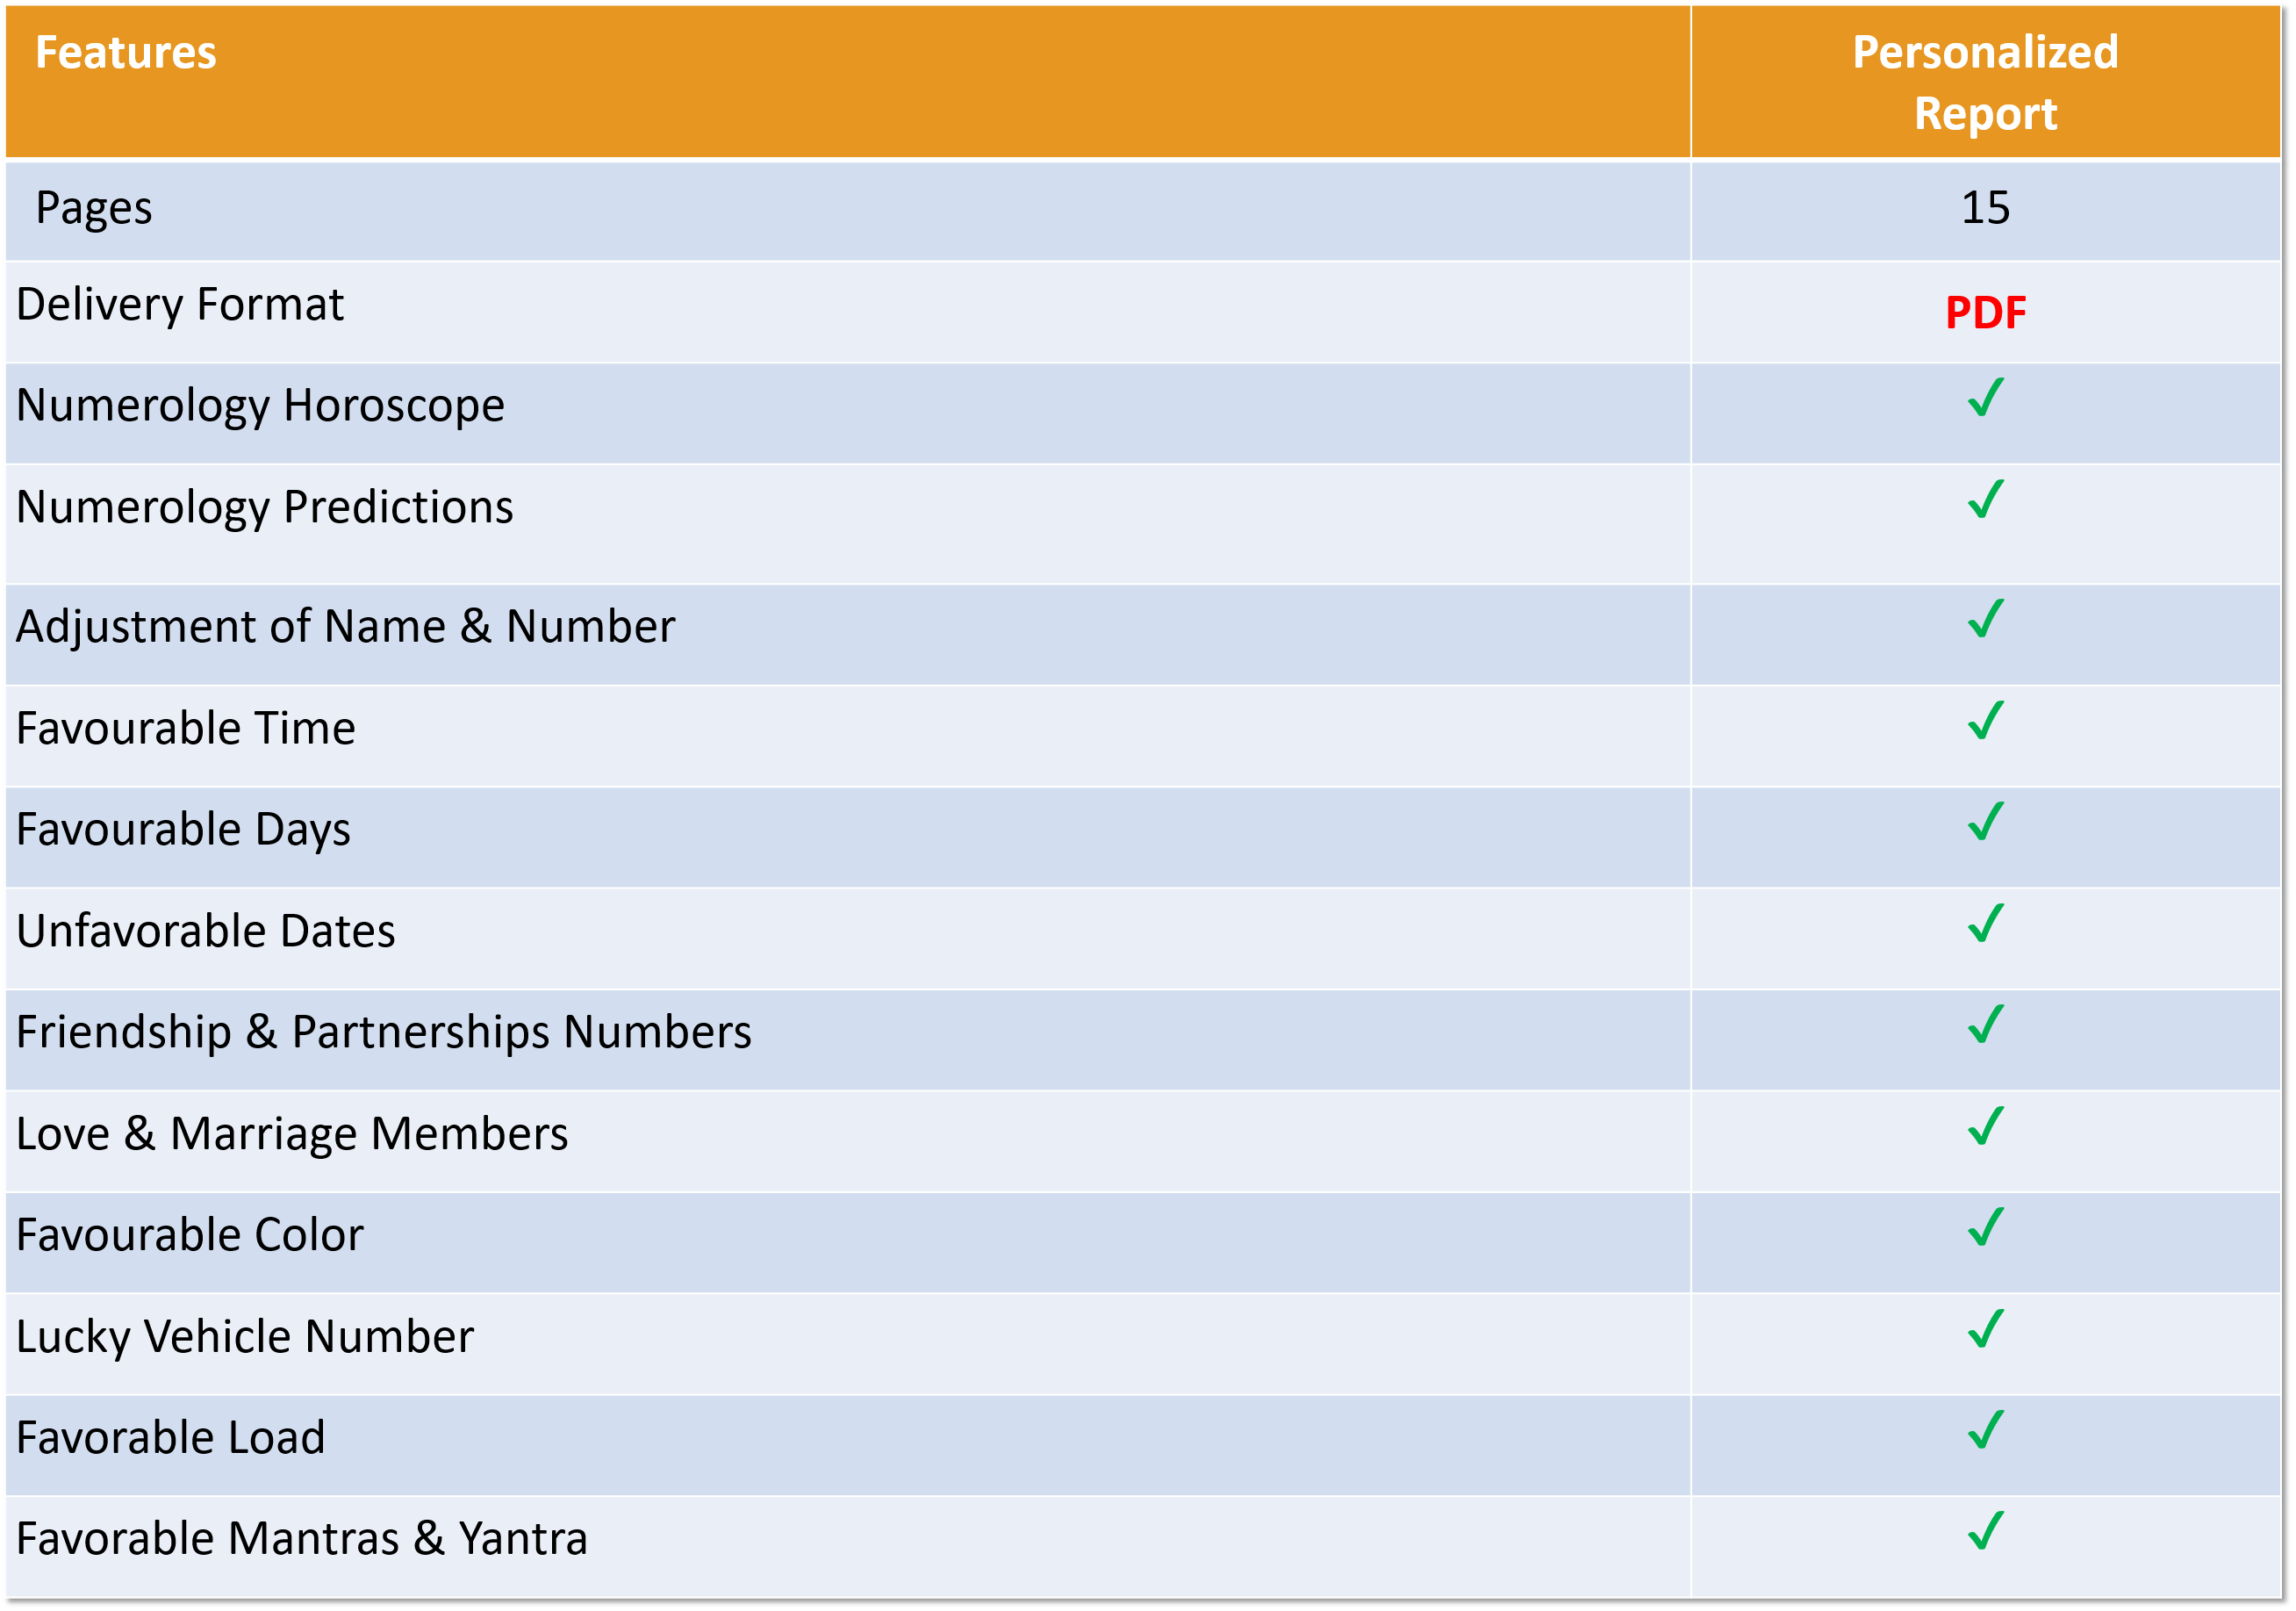 Features
Personalized
Report
Pages 15
Delivery Format PDF
Numerology Horoscope ✓
Numerology Predictions ✓
Adjustment of Name & Number ✓
Favourable Time ✓
Favourable Days ✓
Unfavorable Dates ✓
Friendship & Partnerships Numbers ✓
Love & Marriage Members ✓
Favourable Color ✓
Lucky Vehicle Number ✓
Favorable Load ✓
Favorable Mantras & Yantra ✓